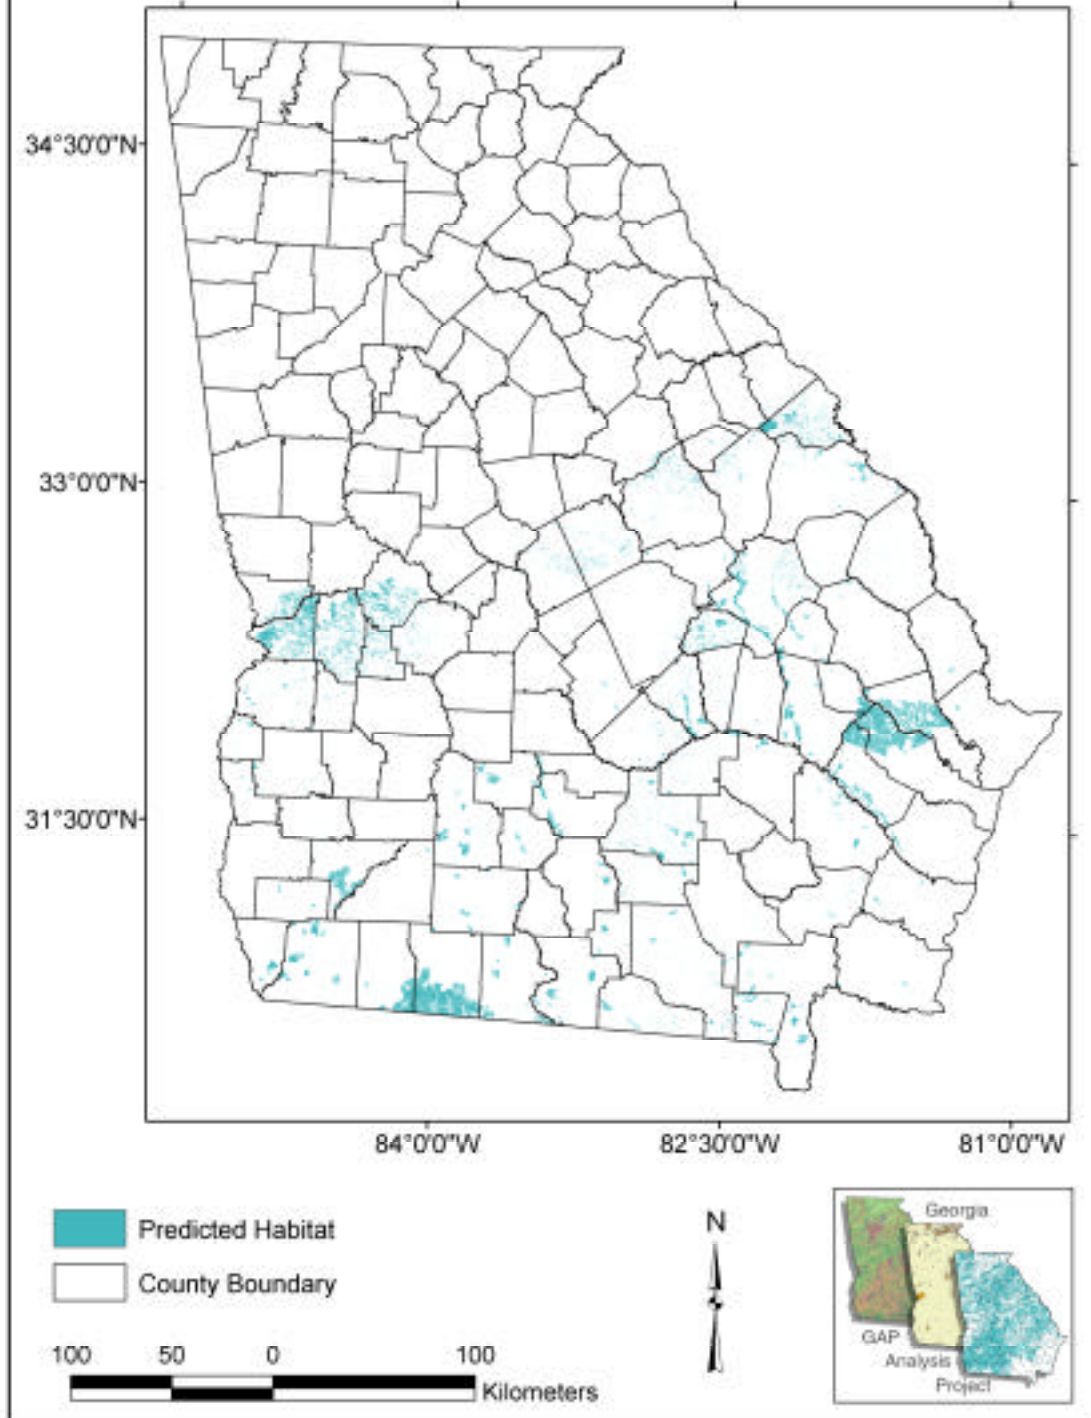 34°30'0"N
33°0'0"N
31°30'0"N
84°0'0"W 82°30'0"W 81°0'0"W
Predicted Habitat
County Boundary
N
100 50 0 100
Kilometers
Georgia
GAP
Analysis
Project